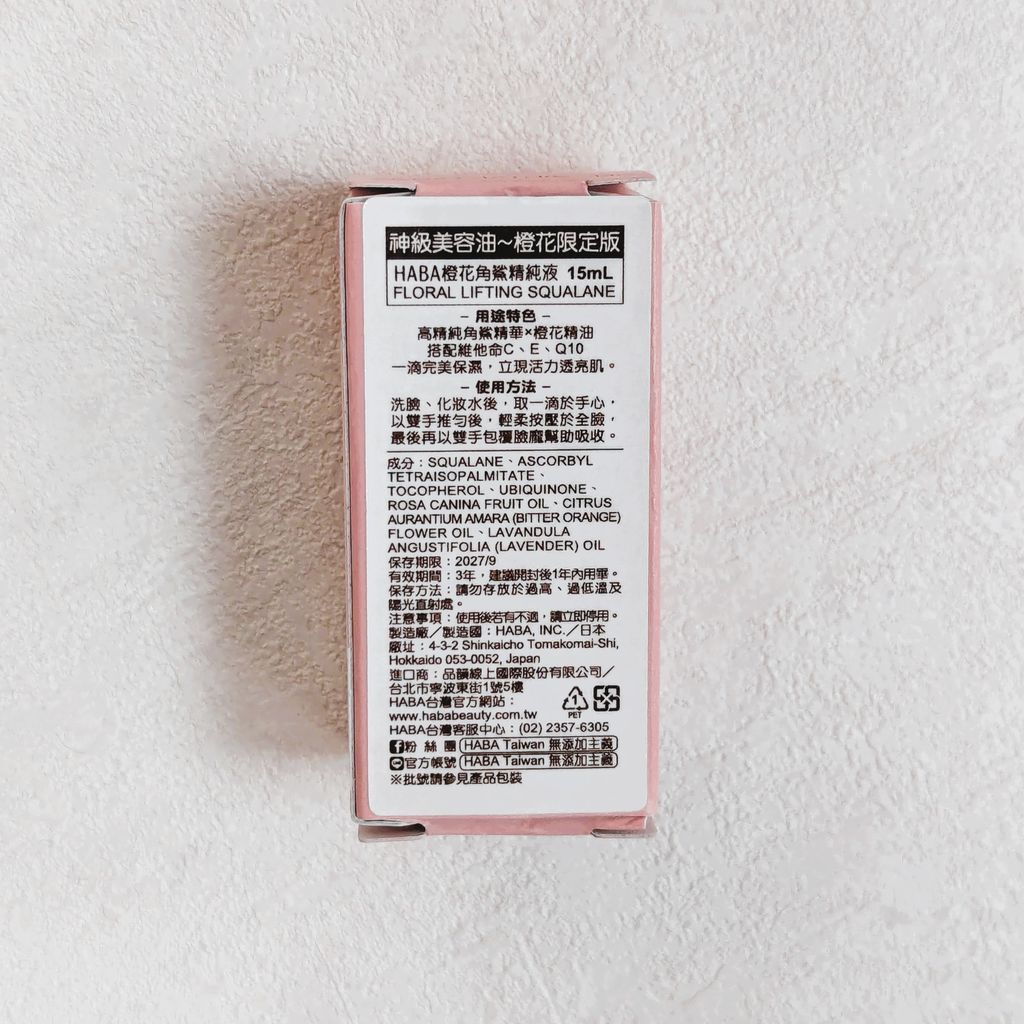 神級美容油~橙花限定版
HABA橙花角鯊精純液 15mL
FLORAL LIFTING SQUALANE
– 用途特色 –
高精純角鯊精華×橙花精油
搭配維他命C、E、Q10
一滴完美保濕，立現活力透亮肌。
– 使用方法 –
洗臉、化妝水後，取一滴於手心，
以雙手推勻後，輕柔按壓於全臉，
最後再以雙手包覆臉龐幫助吸收。
成分：SQUALANE、ASCORBYL
TETRAISOPALMITATE、
TOCOPHEROL、UBIQUINONE、
ROSA CANINA FRUIT OIL、CITRUS
AURANTIUM AMARA (BITTER ORANGE)
FLOWER OIL、LAVANDULA
ANGUSTIFOLIA (LAVENDER) OIL
保存期限：2027/9
有效期間：3年，建議開封後1年內用畢。
保存方法：請勿存放於過高、過低溫及
陽光直射處。
注意事項：使用後若有不適，請立即停用。
製造廠／製造國：HABA, INC.／日本
廠址：4-3-2 Shinkaicho Tomakomai-Shi,
Hokkaido 053-0052, Japan
進口商：品韻線上國際股份有限公司／
台北市寧波東街1號5樓
HABA台灣官方網站：
www.hababeauty.com.tw
1
PET
HABA台灣客服中心：(02) 2357-6305
f粉絲團 HABA Taiwan 無添加主義
官方帳號 HABA Taiwan 無添加主義
※批號請參見產品包裝